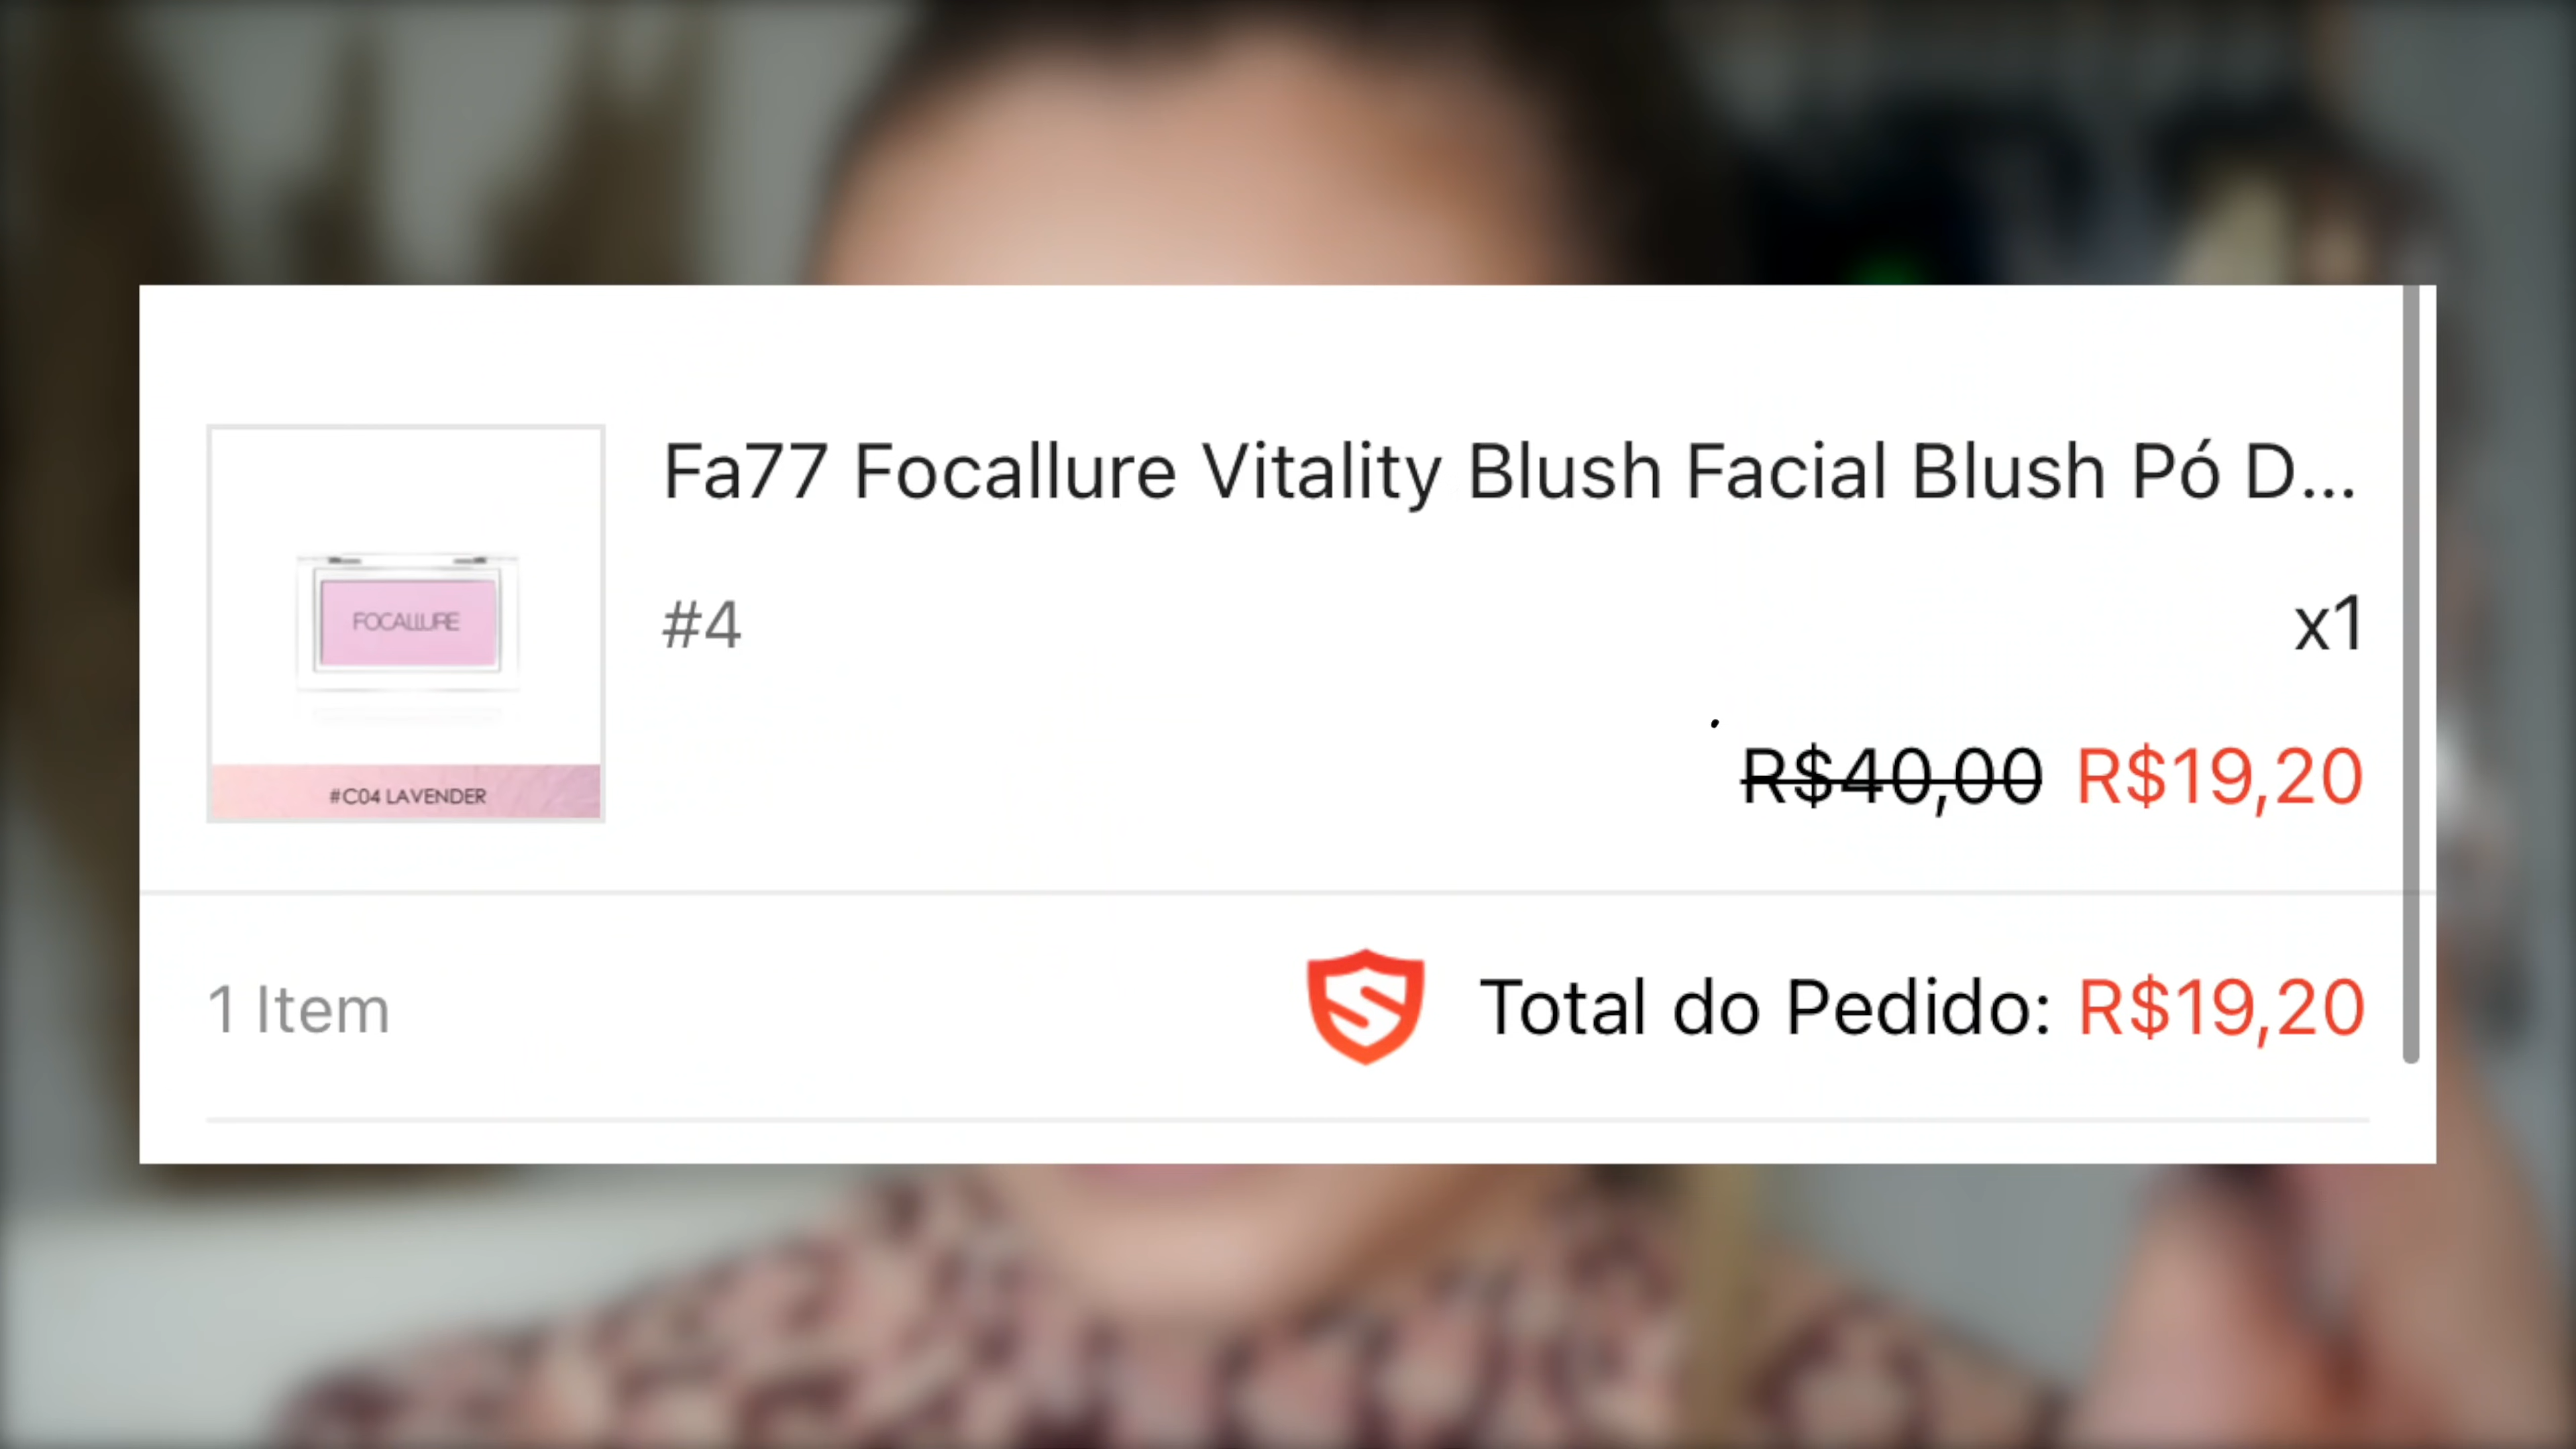 Fa77 Focallure Vitality Blush Facial Blush Pó D...
#4
x1
FOCALLURE
#C04 LAVENDER
R$40,00 R$19,20
1 Item
Total do Pedido: R$19,20